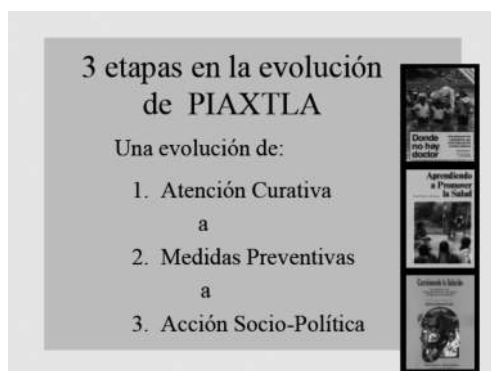 3 etapas en la evolución
de PIAXTLA
Una evolución de:
1. Atención Curativa
a
2. Medidas Preventivas
a
3. Acción Socio-Política
Donde
no hay
doctor
Aprendiendo
a Promover
la Salud